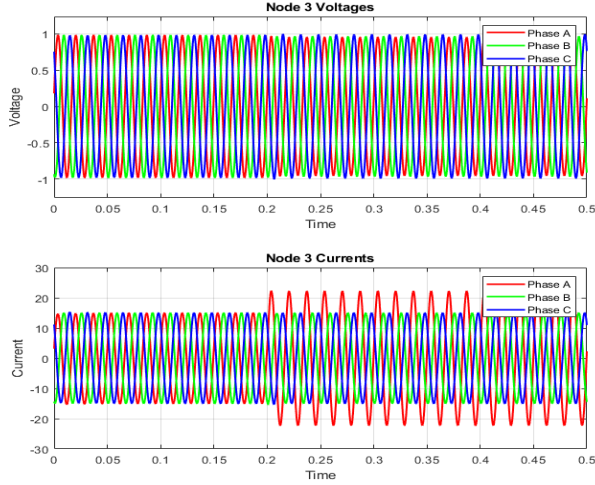 Node 3 Voltages
Voltage
1
0.5
0
-0.5
-1
Phase A
Phase B
Phase C
0 0.05 0.1 0.15 0.2 0.25 0.3 0.35 0.4 0.45 0.5
Time
Node 3 Currents
Current
30
20
10
0
-10
-20
-30
Phase A
Phase B
Phase C
0 0.05 0.1 0.15 0.2 0.25 0.3 0.35 0.4 0.45 0.5
Time